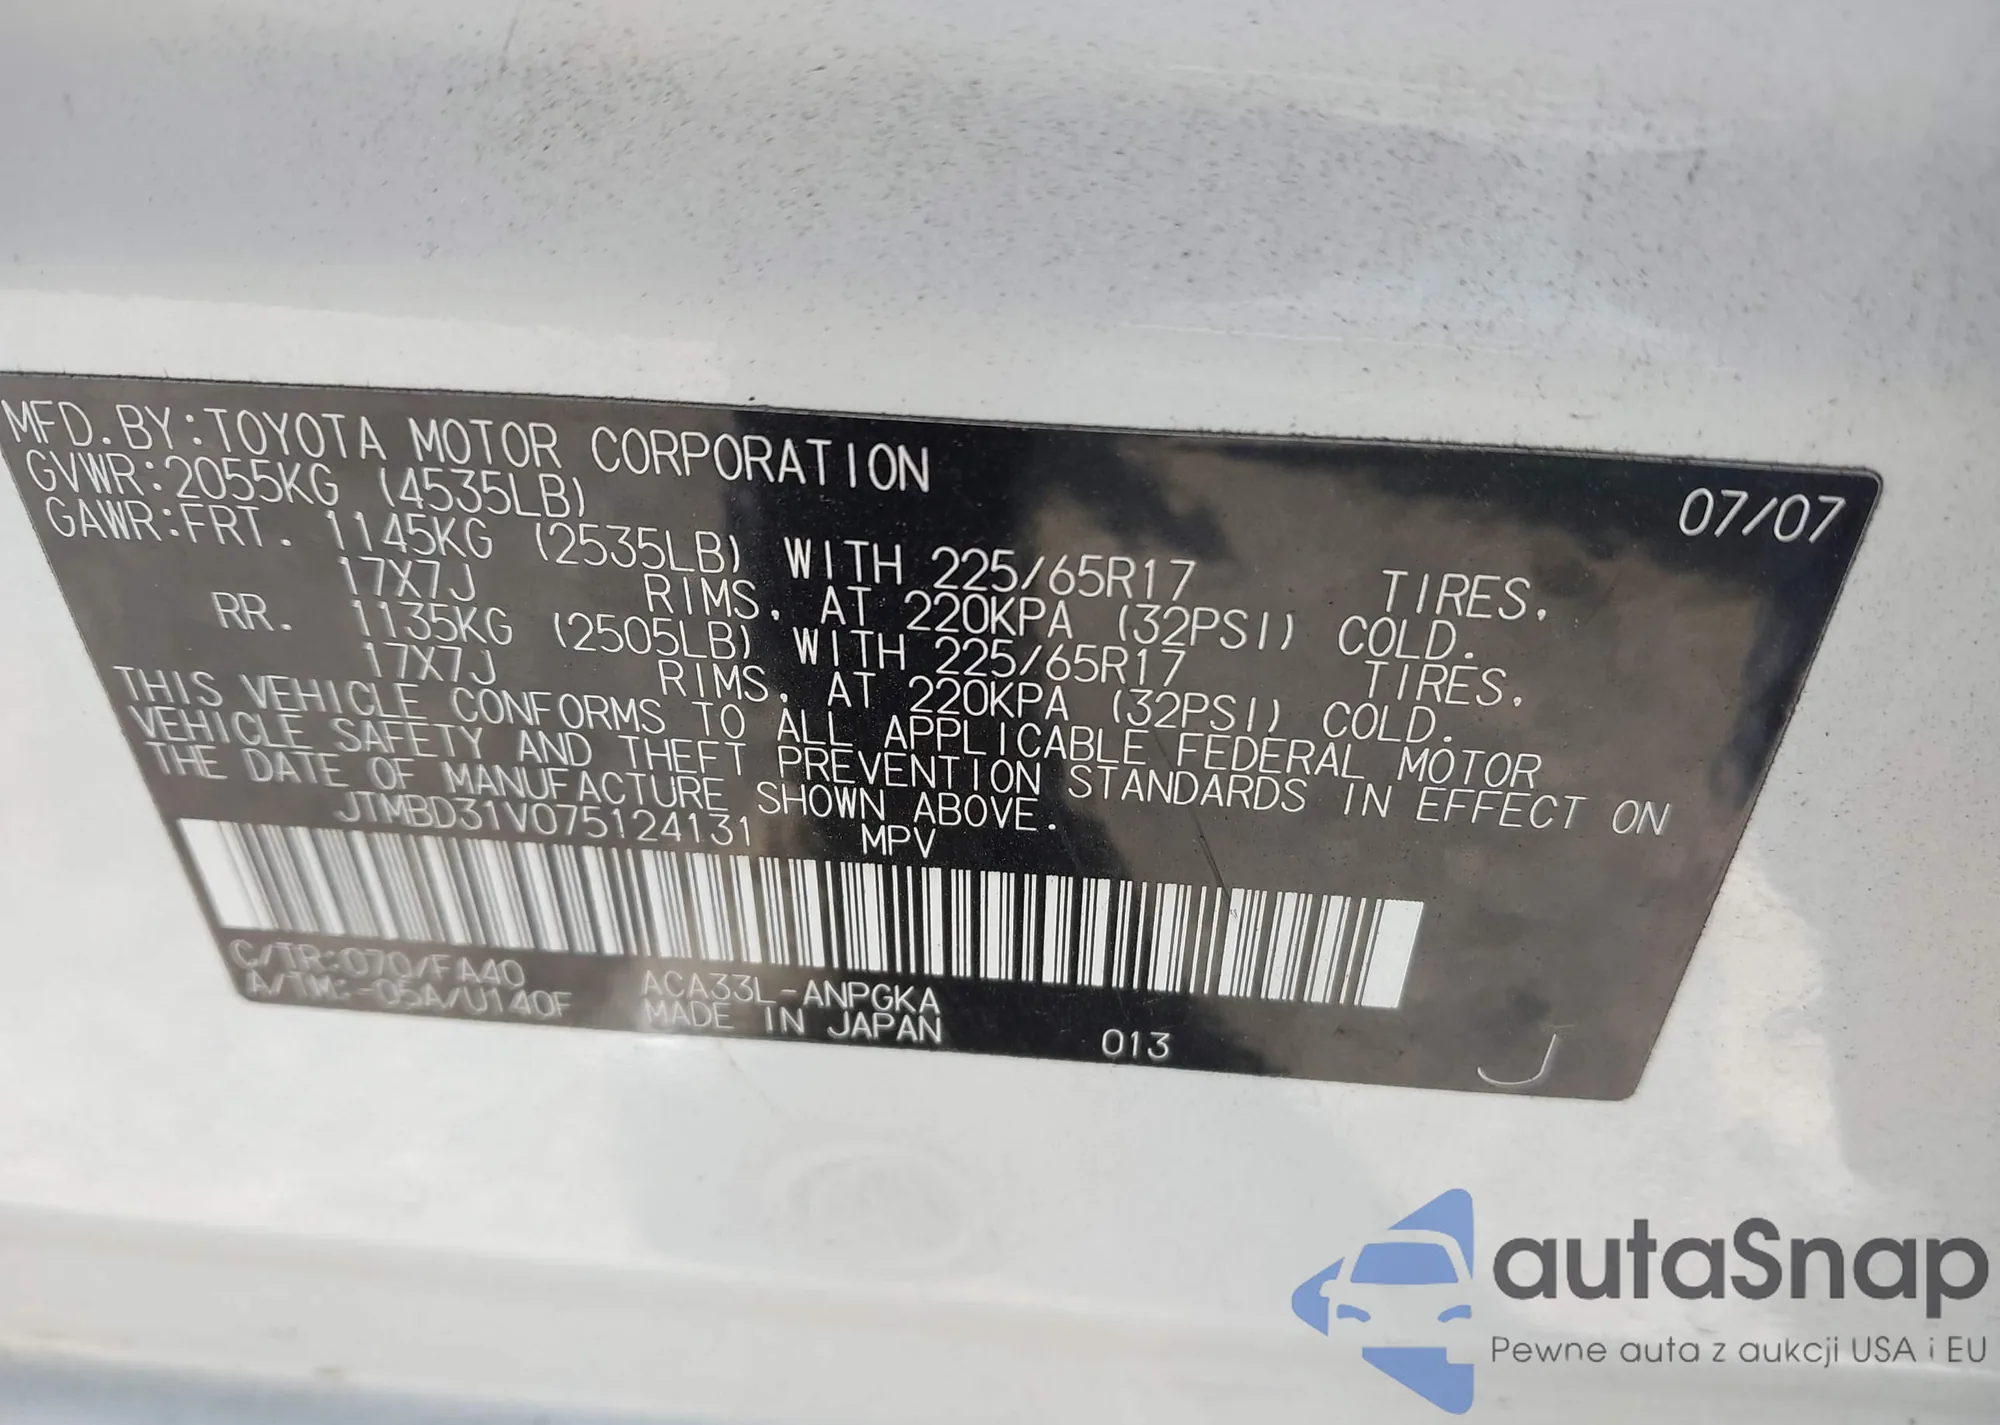 MFD.BY:TOYOTA MOTOR CORPORATION 07/07
GVWR:2055KG (4535LB)
GAWR:FRT. 1145KG (2535LB) WITH 225/65R17 TIRES,
17X7J RIMS, AT 220KPA (32PSI) COLD.
RR. 1135KG (2505LB) WITH 225/65R17 TIRES,
17X7J RIMS, AT 220KPA (32PSI) COLD.
THIS VEHICLE CONFORMS TO ALL APPLICABLE FEDERAL MOTOR
VEHICLE SAFETY AND THEFT PREVENTION STANDARDS IN EFFECT ON
THE DATE OF MANUFACTURE SHOWN ABOVE.
JTMBD31V075124131 MPV
C/TR:070/FA40 ACA33L-ANPGKA
A/TM:-05A/U140F MADE IN JAPAN 013 J
autaSnap
Pewne auta z aukcji USA i EU